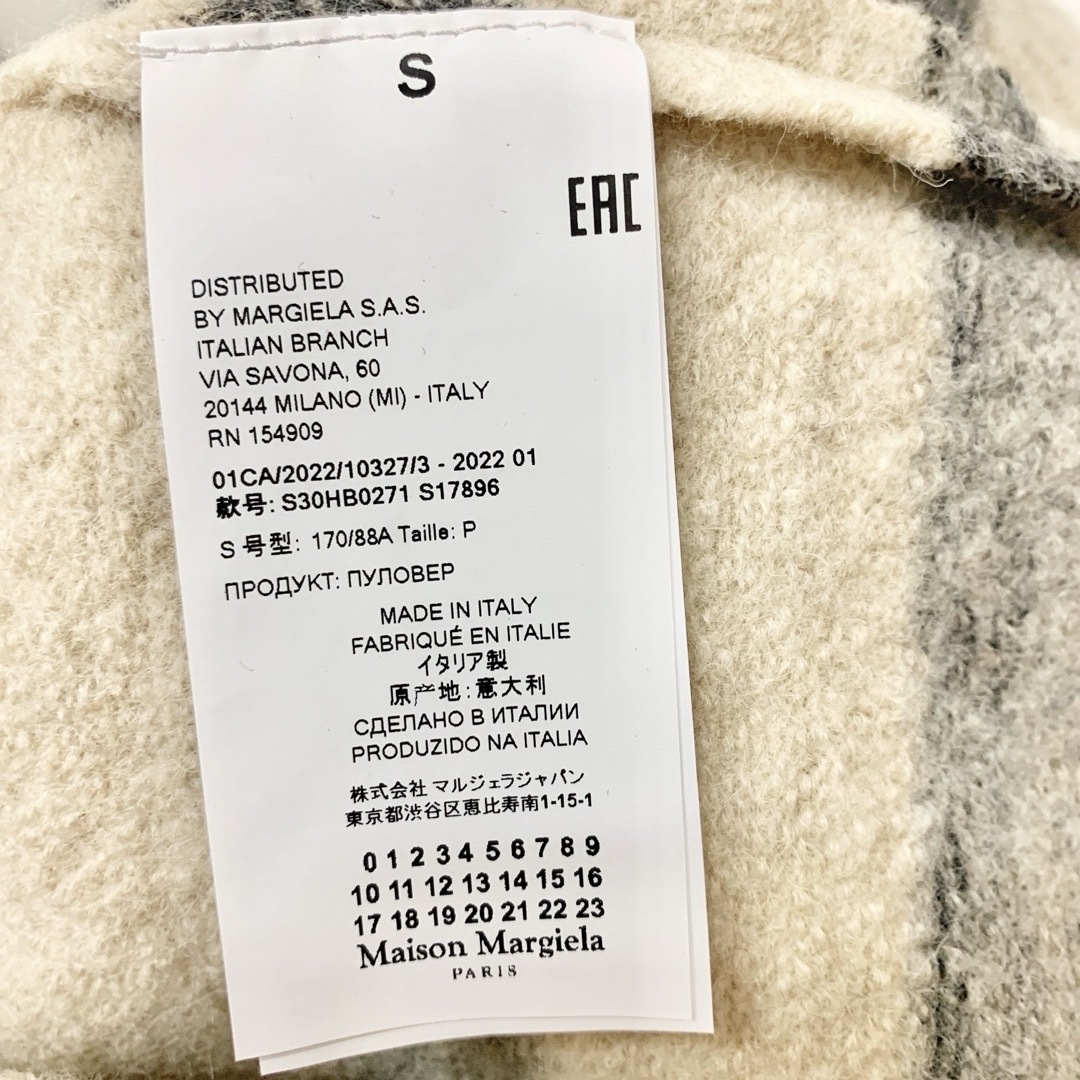 S
EAC
DISTRIBUTED
BY MARGIELA S.A.S.
ITALIAN BRANCH
VIA SAVONA, 60
20144 MILANO (MI) - ITALY
RN 154909
01CA/2022/10327/3 - 2022 01
款号: S30HB0271 S17896
S 号型: 170/88A Taille: P
ПРОДУКТ: ПУЛОВЕР
MADE IN ITALY
FABRIQUÉ EN ITALIE
イタリア製
原产地: 意大利
СДЕЛАНО В ИТАЛИИ
PRODUZIDO NA ITALIA
株式会社 マルジェラジャパン
東京都渋谷区恵比寿南1-15-1
0 1 2 3 4 5 6 7 8 9
10 11 12 13 14 15 16
17 18 19 20 21 22 23
Maison Margiela
PARIS